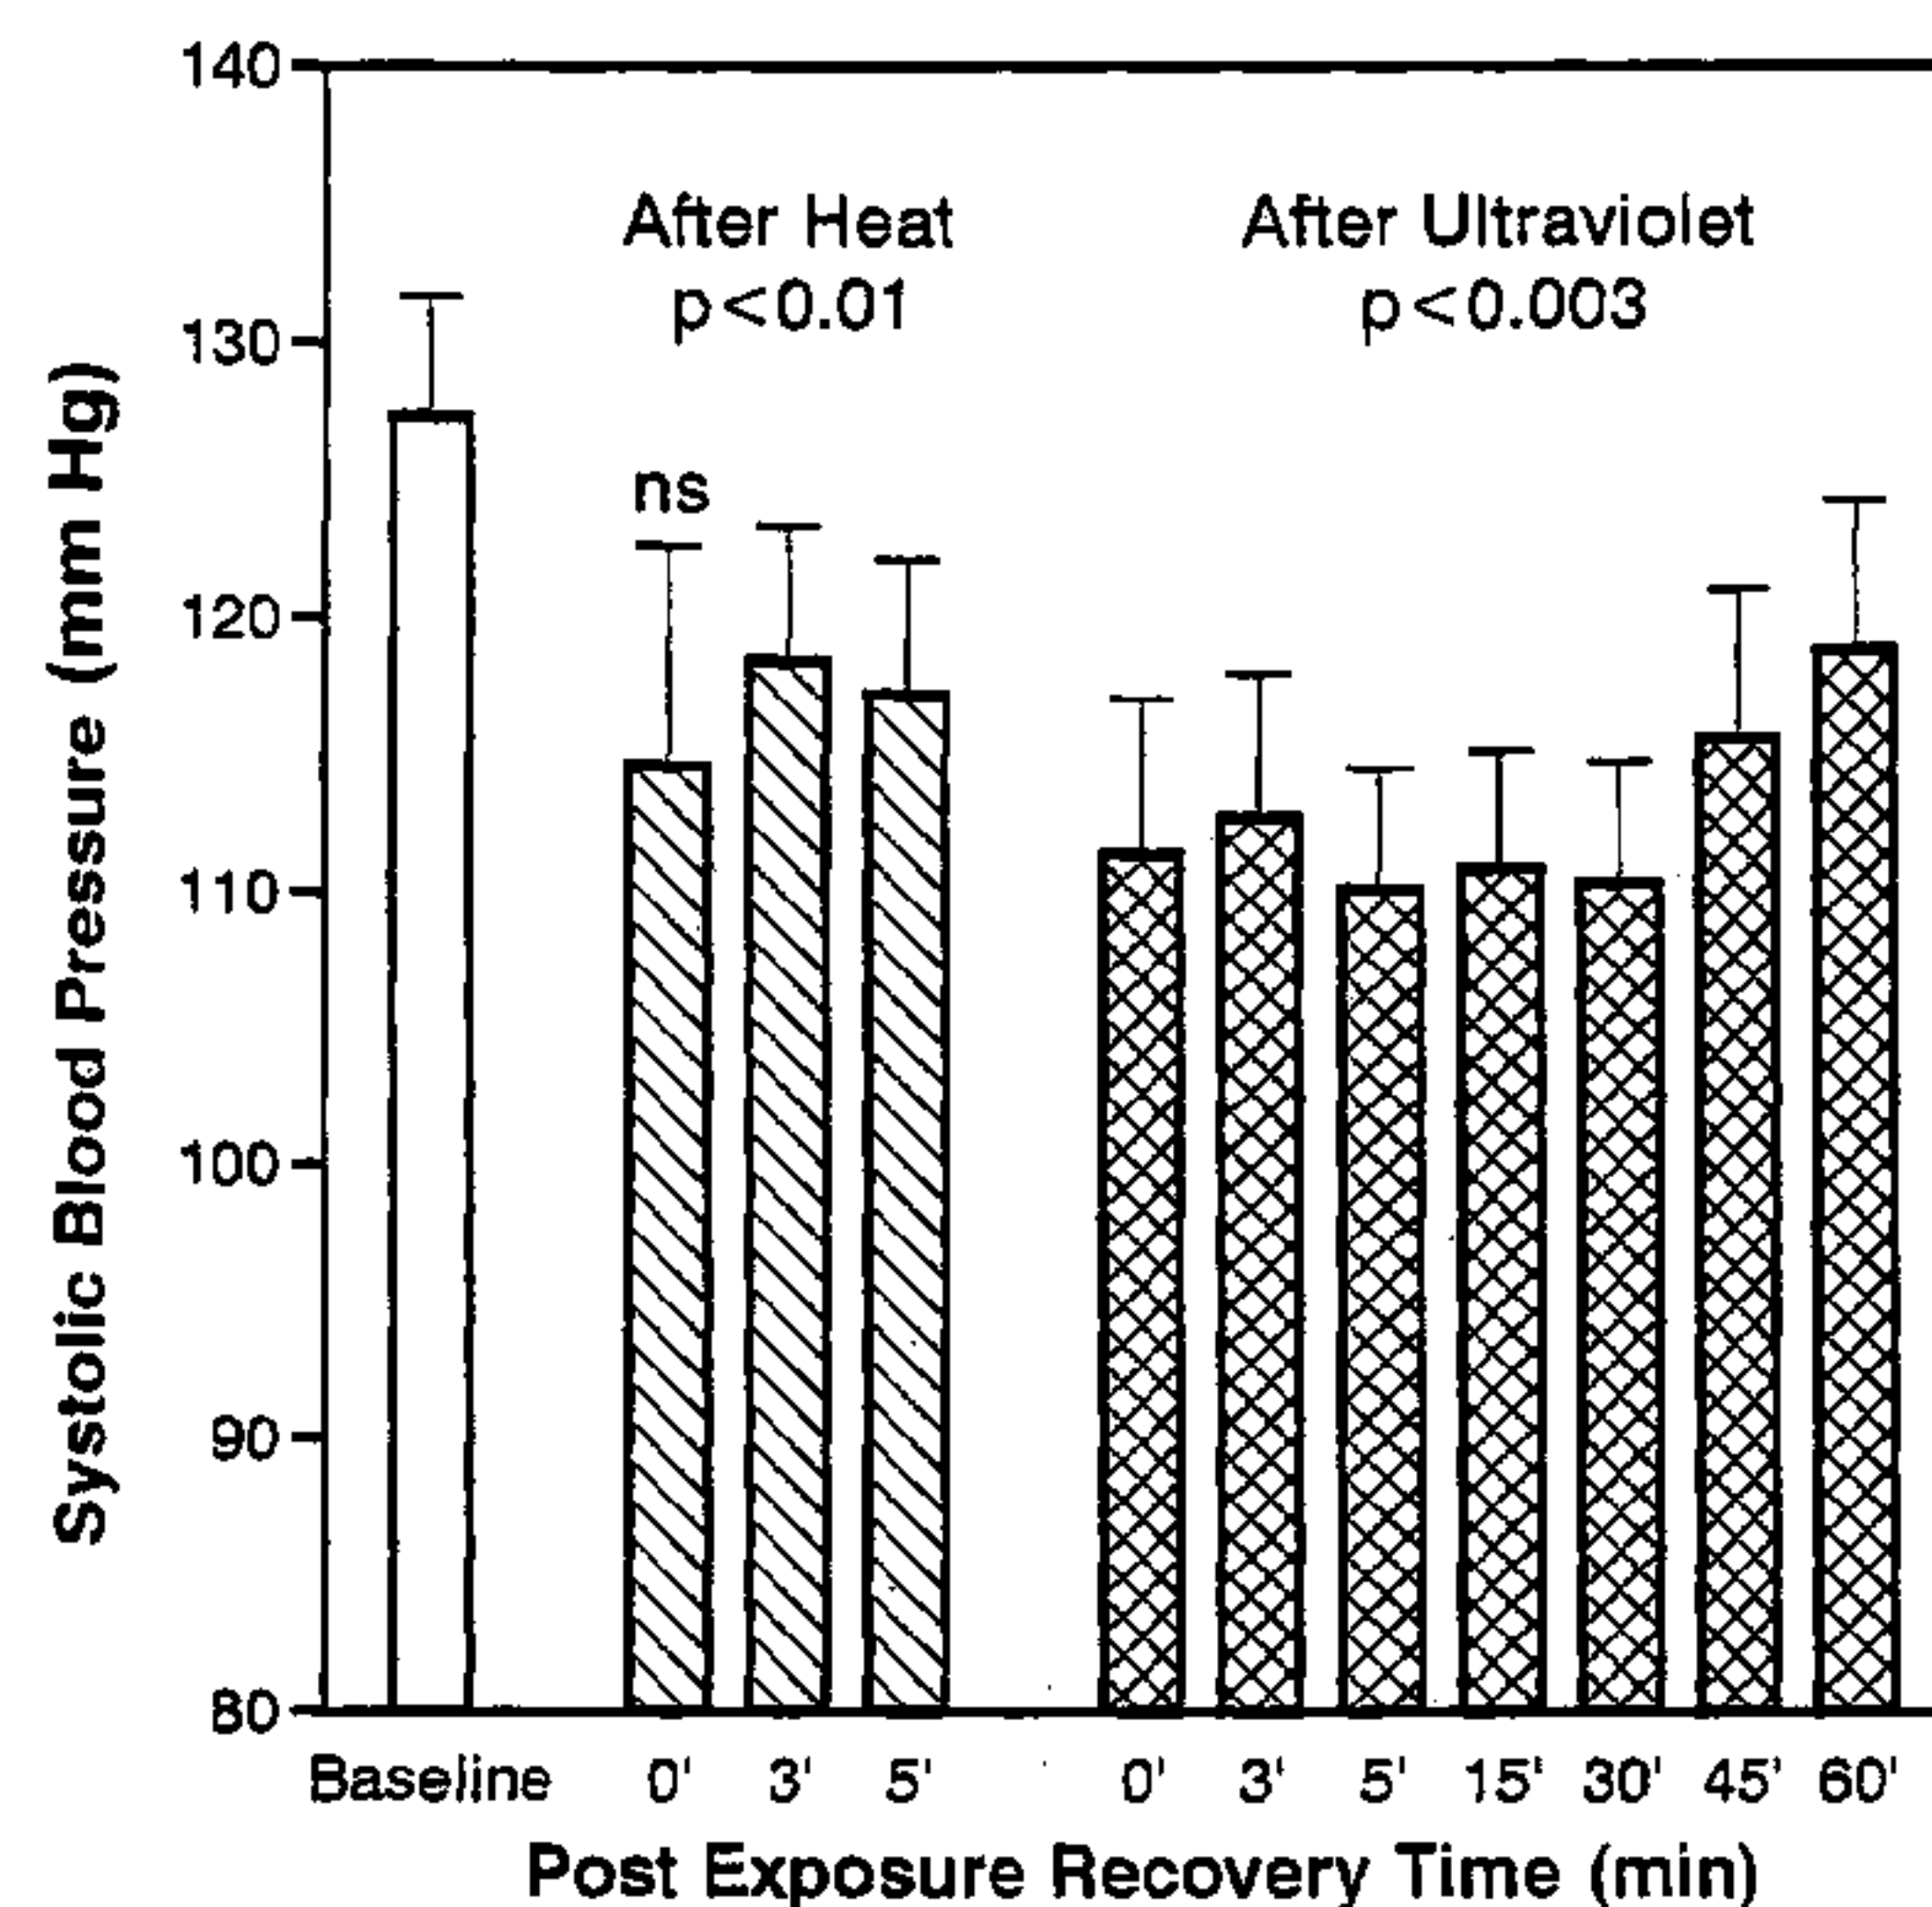 140
130
120
110
100
90
80
Systolic Blood Pressure (mm Hg)
After Heat
p<0.01
After Ultraviolet
p<0.003
ns
Baseline 0' 3' 5' 0' 3' 5' 15' 30' 45' 60'
Post Exposure Recovery Time (min)